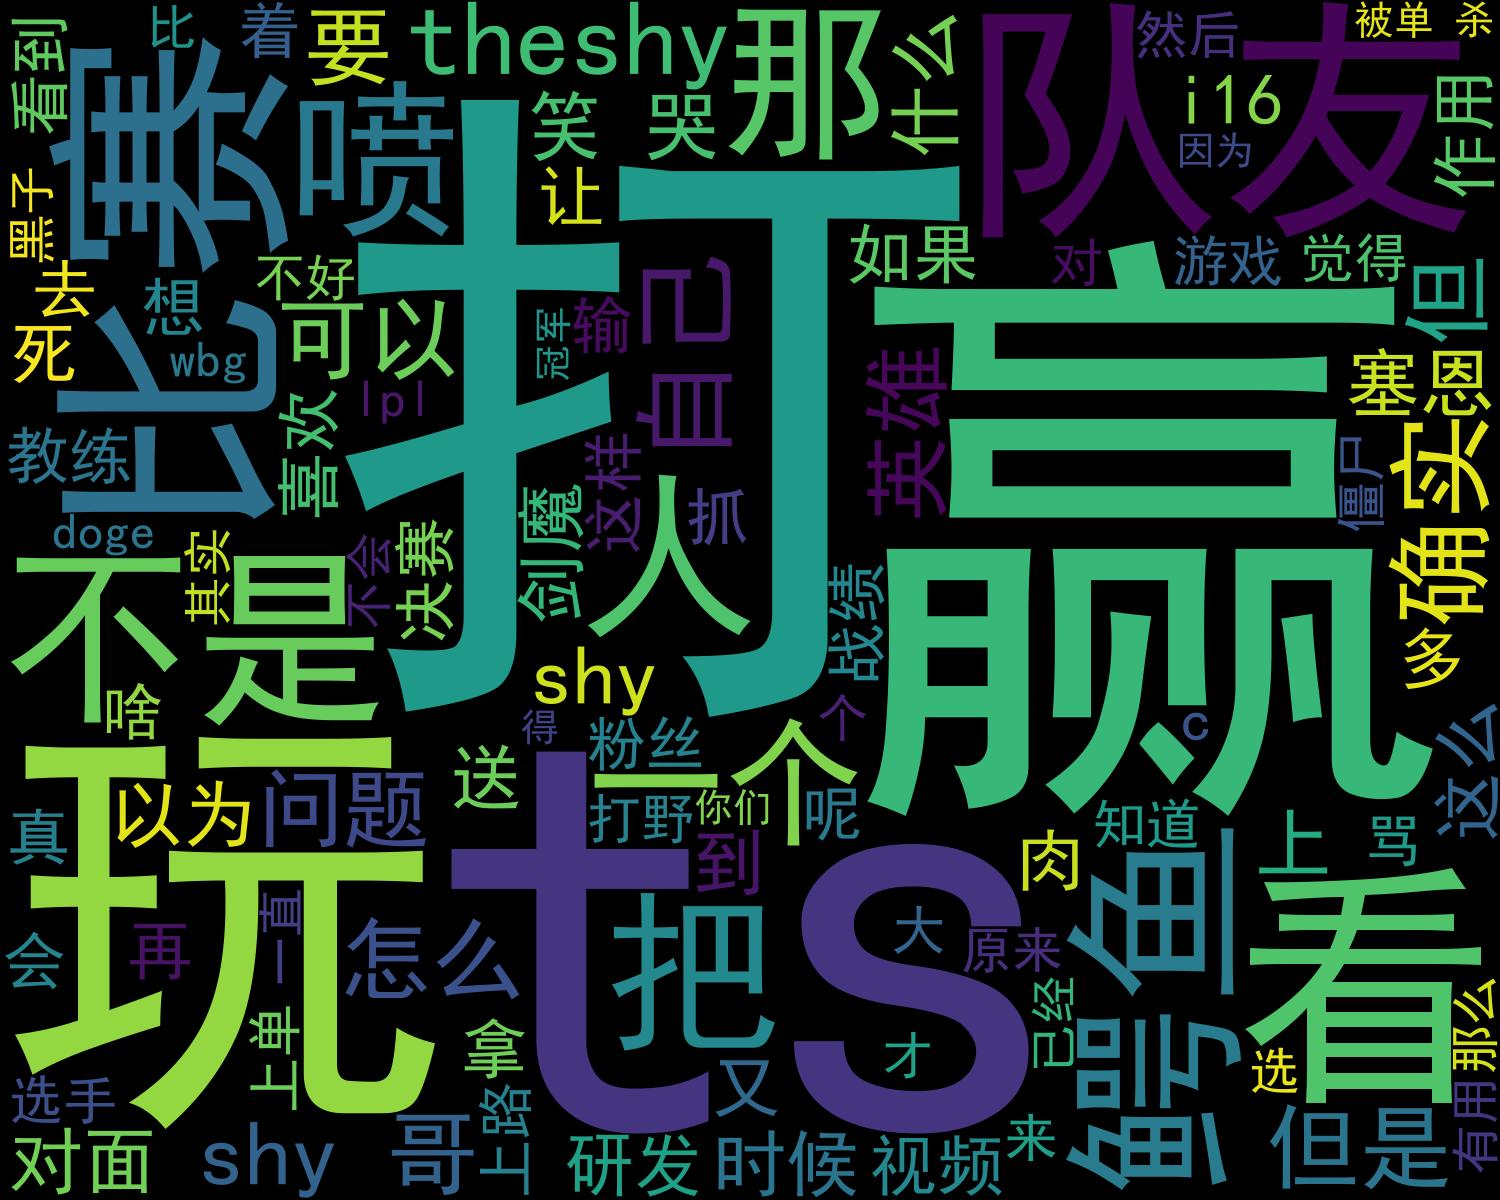 看到
比
着
要
theshy
那
什么
队友
然后
被单
杀
i16
因为
作用
比赛
喷
笑
哭
让
打
赢
黑子
去
死
想
wbg
不好
可以
lpl
冠军
输
自己
如果
对
游戏
觉得
但
英雄
塞恩
确实
僵尸
教练
喜欢
doge
其实
不会
决赛
剑魔
这样
人
抓
战绩
多
不是
啥
shy
得
粉丝
一个
个
c
这么
玩
以为
问题
送
ts
打野
你们
呢
到
知道
上
骂
肉
鳄鱼
看
真
会
再
一直
怎么
把
大
原来
才
已经
那么
选
有用
选手
上单
拿
又
上路
对面
shy
哥
研发
时候
视频
来
但是